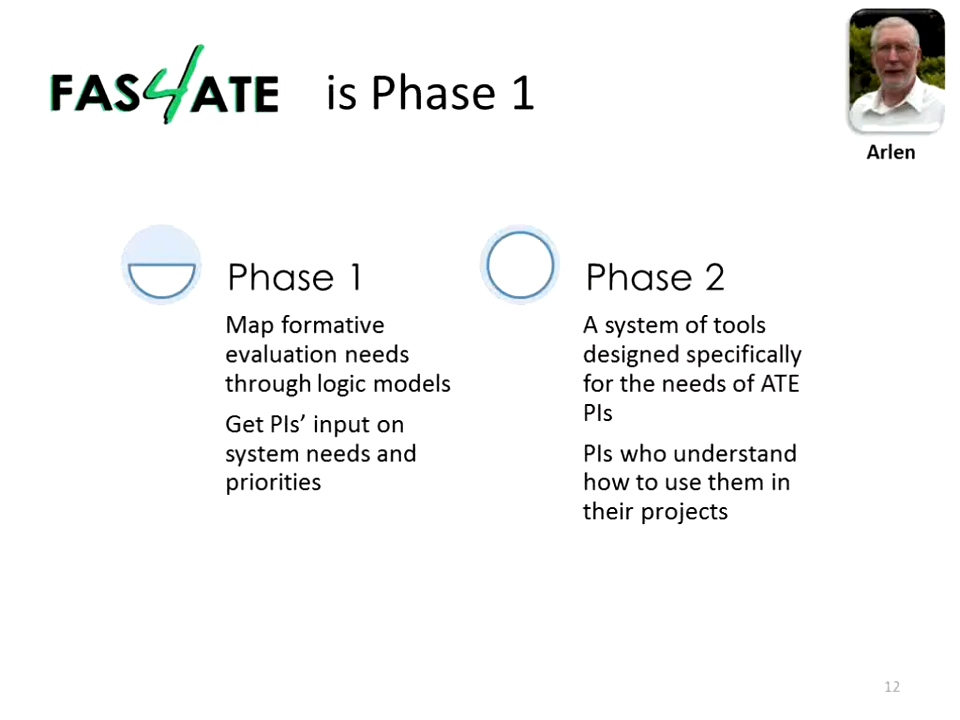 FAS4ATE is Phase 1
Arlen
Phase 1
Map formative
evaluation needs
through logic models
Get PIs’ input on
system needs and
priorities
Phase 2
A system of tools
designed specifically
for the needs of ATE
PIs
PIs who understand
how to use them in
their projects
12